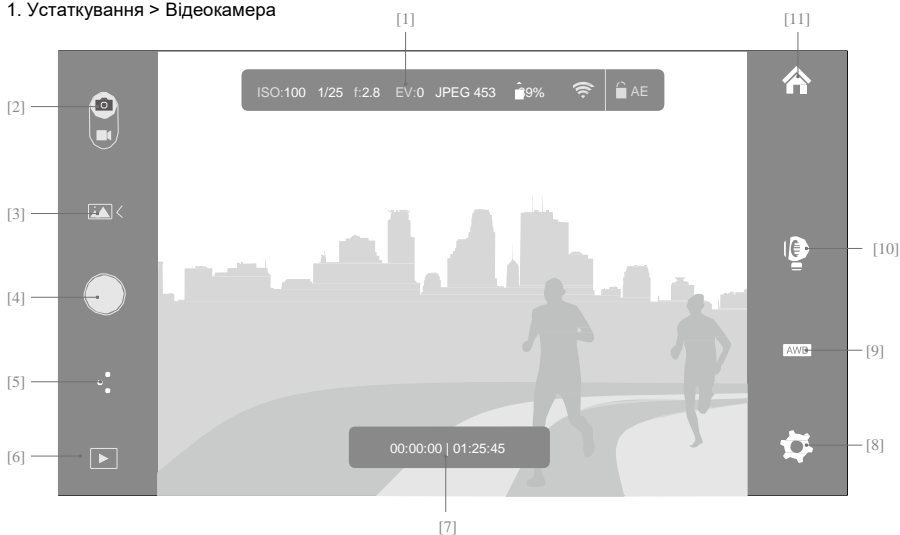 1. Устаткування > Відеокамера
[1]
[11]
ISO:100 1/25 f:2.8 EV:0 JPEG 453 39% AE
[2]
[3]
[10]
[4]
AWB
[9]
[5]
00:00:00 | 01:25:45
[8]
[6]
[7]